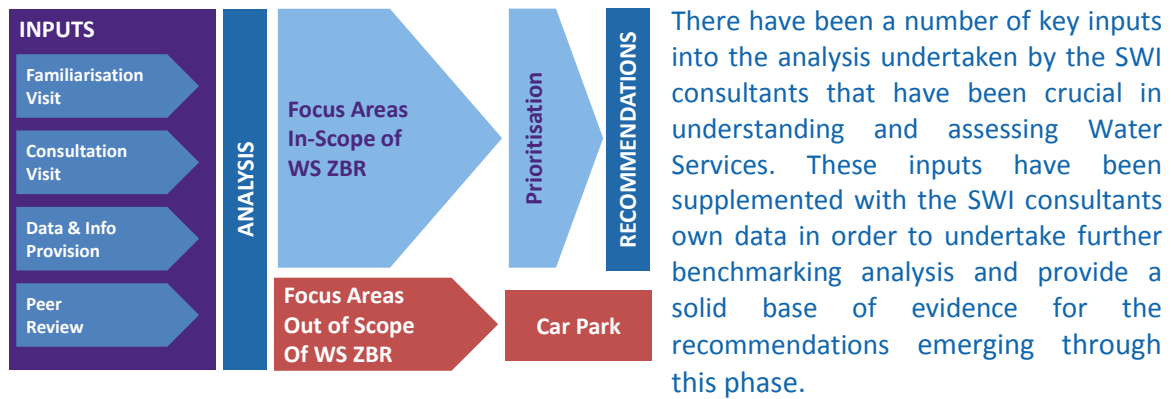 INPUTS
Familiarisation
Visit
Consultation
Visit
Data & Info
Provision
Peer
Review
ANALYSIS
Focus Areas
In-Scope of
WS ZBR
Prioritisation
RECOMMENDATIONS
Focus Areas
Out of Scope
Of WS ZBR
Car Park
There have been a number of key inputs
into the analysis undertaken by the SWI
consultants that have been crucial in
understanding and assessing Water
Services. These inputs have been
supplemented with the SWI consultants
own data in order to undertake further
benchmarking analysis and provide a
solid base of evidence for the
recommendations emerging through
this phase.